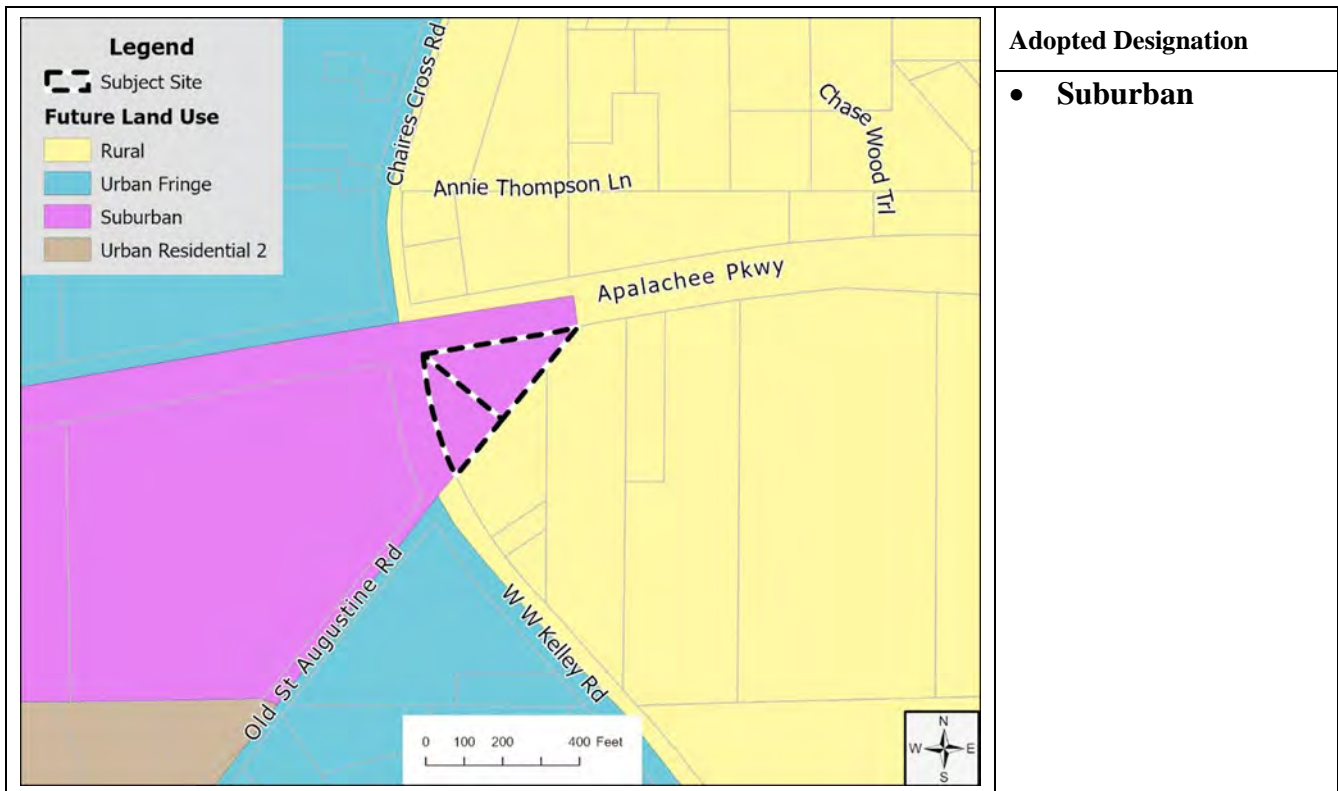 Legend
Subject Site
Future Land Use
Rural
Urban Fringe
Suburban
Urban Residential 2
Chaires Cross Rd
Annie Thompson Ln
Chase Wood Trl
Apalachee Pkwy
Old St Augustine Rd
W W Kelley Rd
0 100 200 400 Feet
N
W E
S
Adopted Designation
• Suburban